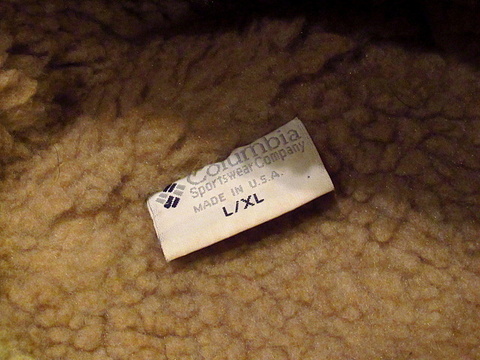 Columbia
Sportswear Company
MADE IN U.S.A.
L/XL